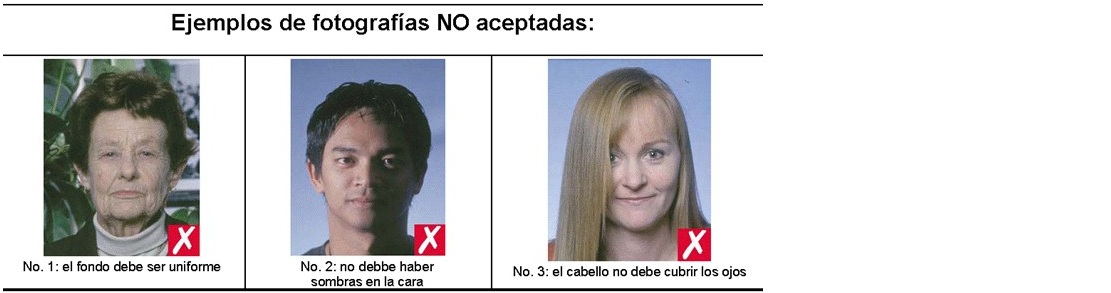 Ejemplos de fotografías NO aceptadas:
No. 1: el fondo debe ser uniforme
No. 2: no debbe haber
sombras en la cara
No. 3: el cabello no debe cubrir los ojos